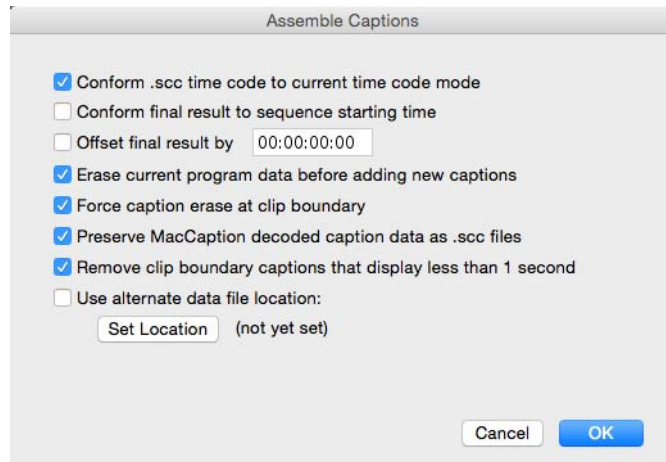 Assemble Captions
Conform .scc time code to current time code mode
Conform final result to sequence starting time
Offset final result by 00:00:00:00
Erase current program data before adding new captions
Force caption erase at clip boundary
Preserve MacCaption decoded caption data as .scc files
Remove clip boundary captions that display less than 1 second
Use alternate data file location:
Set Location (not yet set)
Cancel OK